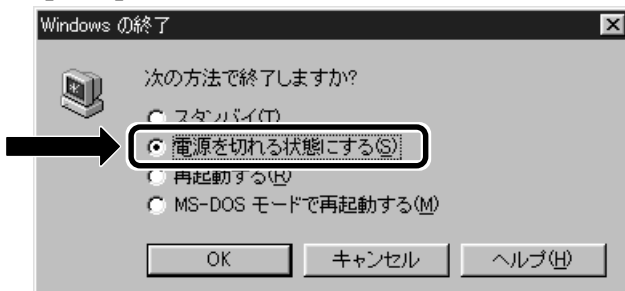 Windows の終了
次の方法で終了しますか?
スタンバイ(T)
電源を切れる状態にする(S)
再起動する(R)
MS-DOS モードで再起動する(M)
OK キャンセル ヘルプ(H)